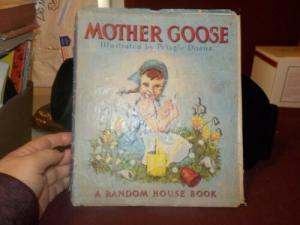 MOTHER GOOSE
Illustrated by Pelagie Doane
A RANDOM HOUSE BOOK